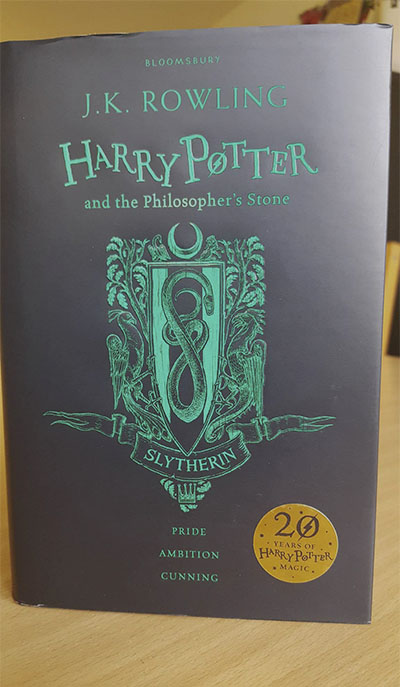 BLOOMSBURY
J.K. ROWLING
HARRY POTTER
and the Philosopher's Stone
SLYTHERIN
PRIDE
AMBITION
CUNNING
20
YEARS OF
HARRY POTTER
MAGIC